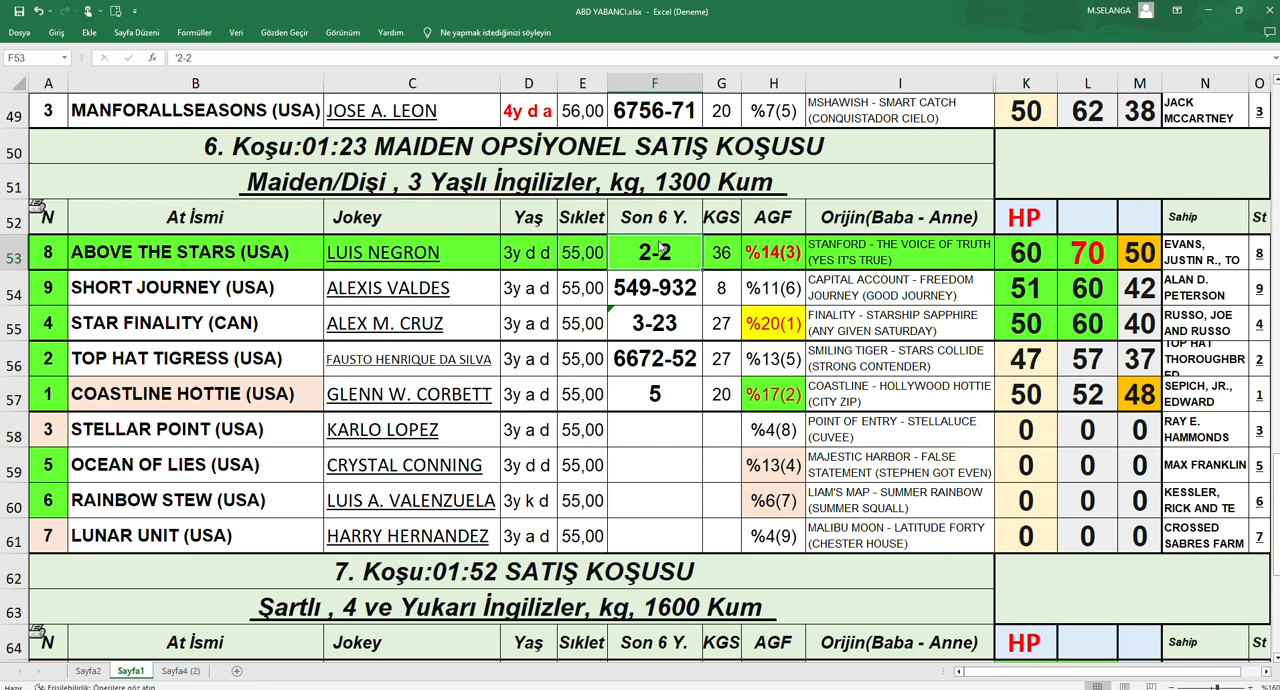 ABD YABANCI.xlsx - Excel (Deneme)
M.SELANGA
Dosya Giriş Ekle Sayfa Düzeni Formüller Veri Gözden Geçir Görünüm Yardım Ne yapmak istediğinizi söyleyin
F53 fx '2-2
A B C D E F G H I K L M N O
49 3 MANFORALLSEASONS (USA) JOSE A. LEON 4y d a 56,00 6756-71 20 %7(5) MSHAWISH - SMART CATCH (CONQUISTADOR CIELO) 50 62 38 JACK MCCARTNEY 3
50 6. Koşu:01:23 MAIDEN OPSİYONEL SATIŞ KOŞUSU
51 Maiden/Dişi , 3 Yaşlı İngilizler, kg, 1300 Kum
52 N At İsmi Jokey Yaş Sıklet Son 6 Y. KGS AGF Orijin(Baba - Anne) HP Sahip St
53 8 ABOVE THE STARS (USA) LUIS NEGRON 3y d d 55,00 2-2 36 %14(3) STANFORD - THE VOICE OF TRUTH (YES IT'S TRUE) 60 70 50 EVANS, JUSTIN R., TO 8
54 9 SHORT JOURNEY (USA) ALEXIS VALDES 3y a d 55,00 549-932 8 %11(6) CAPITAL ACCOUNT - FREEDOM JOURNEY (GOOD JOURNEY) 51 60 42 ALAN D. PETERSON 9
55 4 STAR FINALITY (CAN) ALEX M. CRUZ 3y a d 55,00 3-23 27 %20(1) FINALITY - STARSHIP SAPPHIRE (ANY GIVEN SATURDAY) 50 60 40 RUSSO, JOE AND RUSSO 4
56 2 TOP HAT TIGRESS (USA) FAUSTO HENRIQUE DA SILVA 3y a d 55,00 6672-52 27 %13(5) SMILING TIGER - STARS COLLIDE (STRONG CONTENDER) 47 57 37 TOP HAT THOROUGHBR ED 2
57 1 COASTLINE HOTTIE (USA) GLENN W. CORBETT 3y a d 55,00 5 20 %17(2) COASTLINE - HOLLYWOOD HOTTIE (CITY ZIP) 50 52 48 SEPICH, JR., EDWARD 1
58 3 STELLAR POINT (USA) KARLO LOPEZ 3y a d 55,00 %4(8) POINT OF ENTRY - STELLALUCE (CUVEE) 0 0 0 RAY E. HAMMONDS 3
59 5 OCEAN OF LIES (USA) CRYSTAL CONNING 3y d d 55,00 %13(4) MAJESTIC HARBOR - FALSE STATEMENT (STEPHEN GOT EVEN) 0 0 0 MAX FRANKLIN 5
60 6 RAINBOW STEW (USA) LUIS A. VALENZUELA 3y k d 55,00 %6(7) LIAM'S MAP - SUMMER RAINBOW (SUMMER SQUALL) 0 0 0 KESSLER, RICK AND TE 6
61 7 LUNAR UNIT (USA) HARRY HERNANDEZ 3y a d 55,00 %4(9) MALIBU MOON - LATITUDE FORTY (CHESTER HOUSE) 0 0 0 CROSSED SABRES FARM 7
62 7. Koşu:01:52 SATIŞ KOŞUSU
63 Şartlı , 4 ve Yukarı İngilizler, kg, 1600 Kum
64 N At İsmi Jokey Yaş Sıklet Son 6 Y. KGS AGF Orijin(Baba - Anne) HP Sahip St
Sayfa2 Sayfa1 Sayfa4 (2)
Hazır Erişilebilirlik: Önerilere göz atın %160